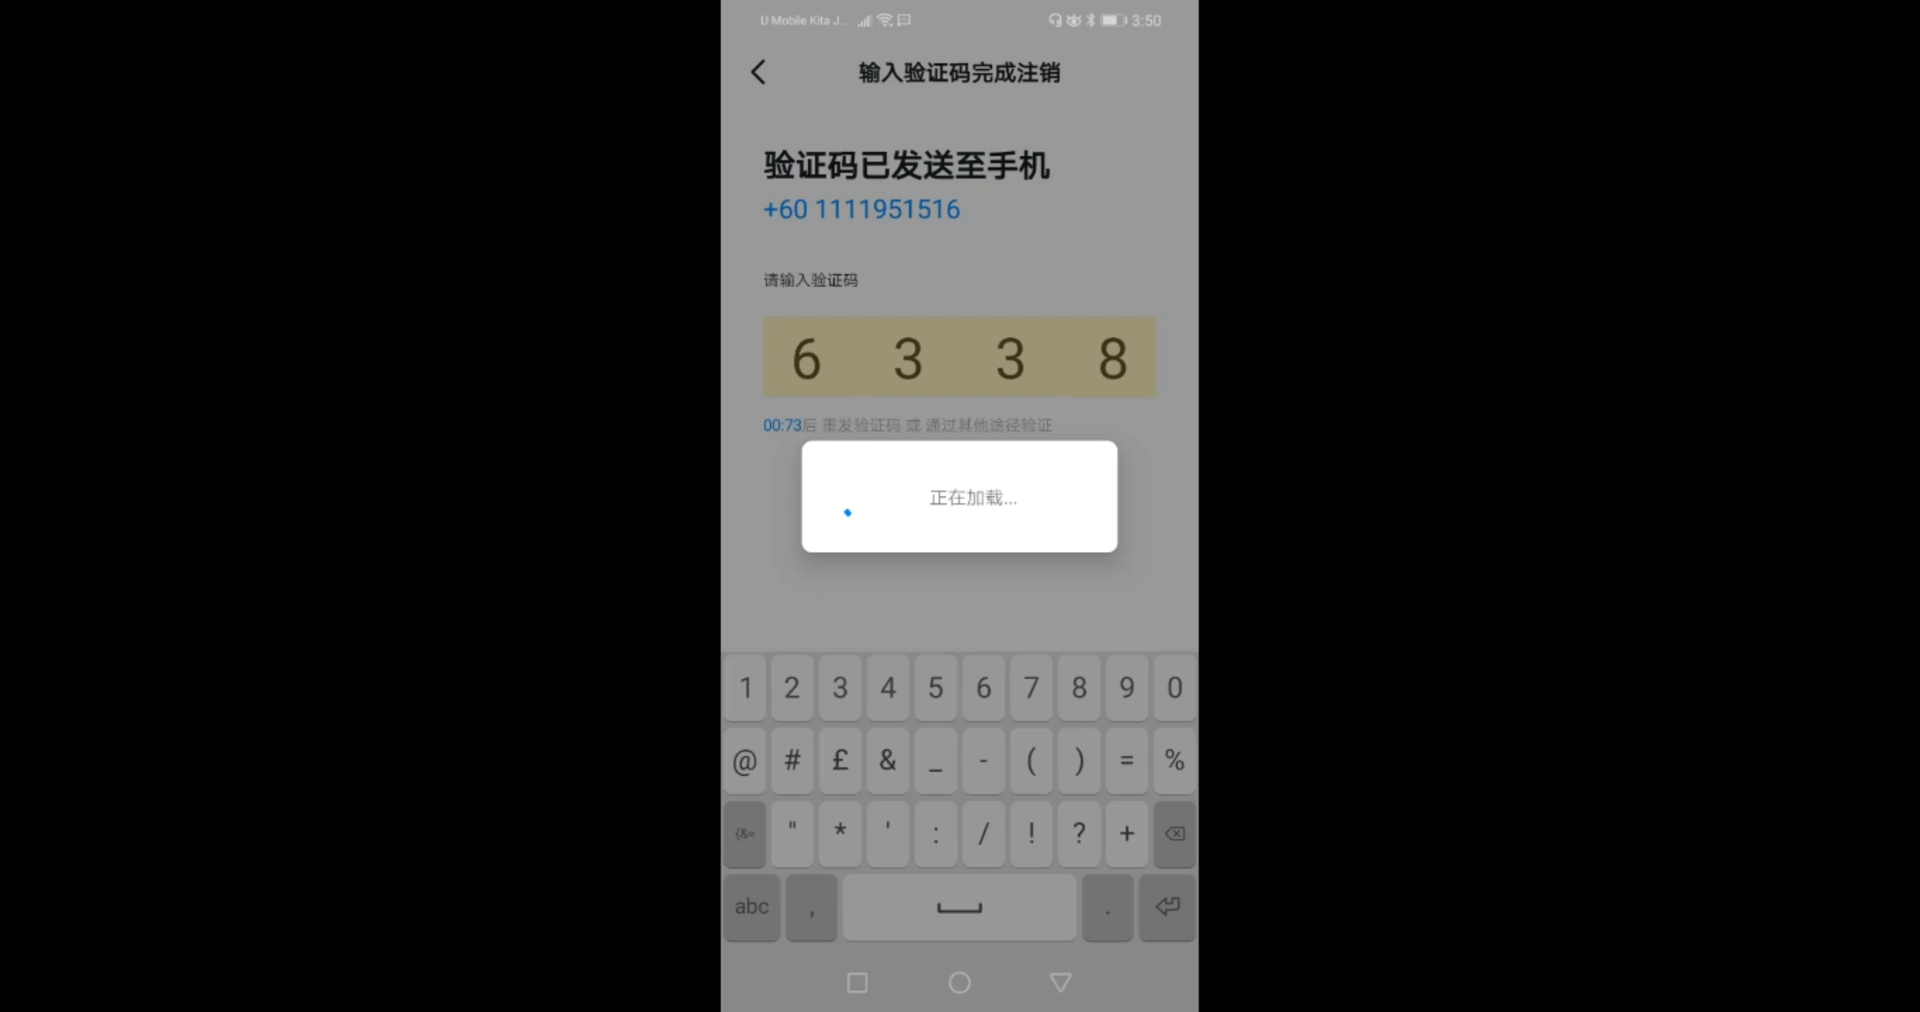 U Mobile Kita J... 3:50
输入验证码完成注销
验证码已发送至手机
+60 1111951516
请输入验证码
6 3 3 8
00:73后 重发验证码 或 通过其他途径验证
正在加载...
1 2 3 4 5 6 7 8 9 0
@ # £ & _ - ( ) = %
{&= " * ' : / ! ? +
abc , .